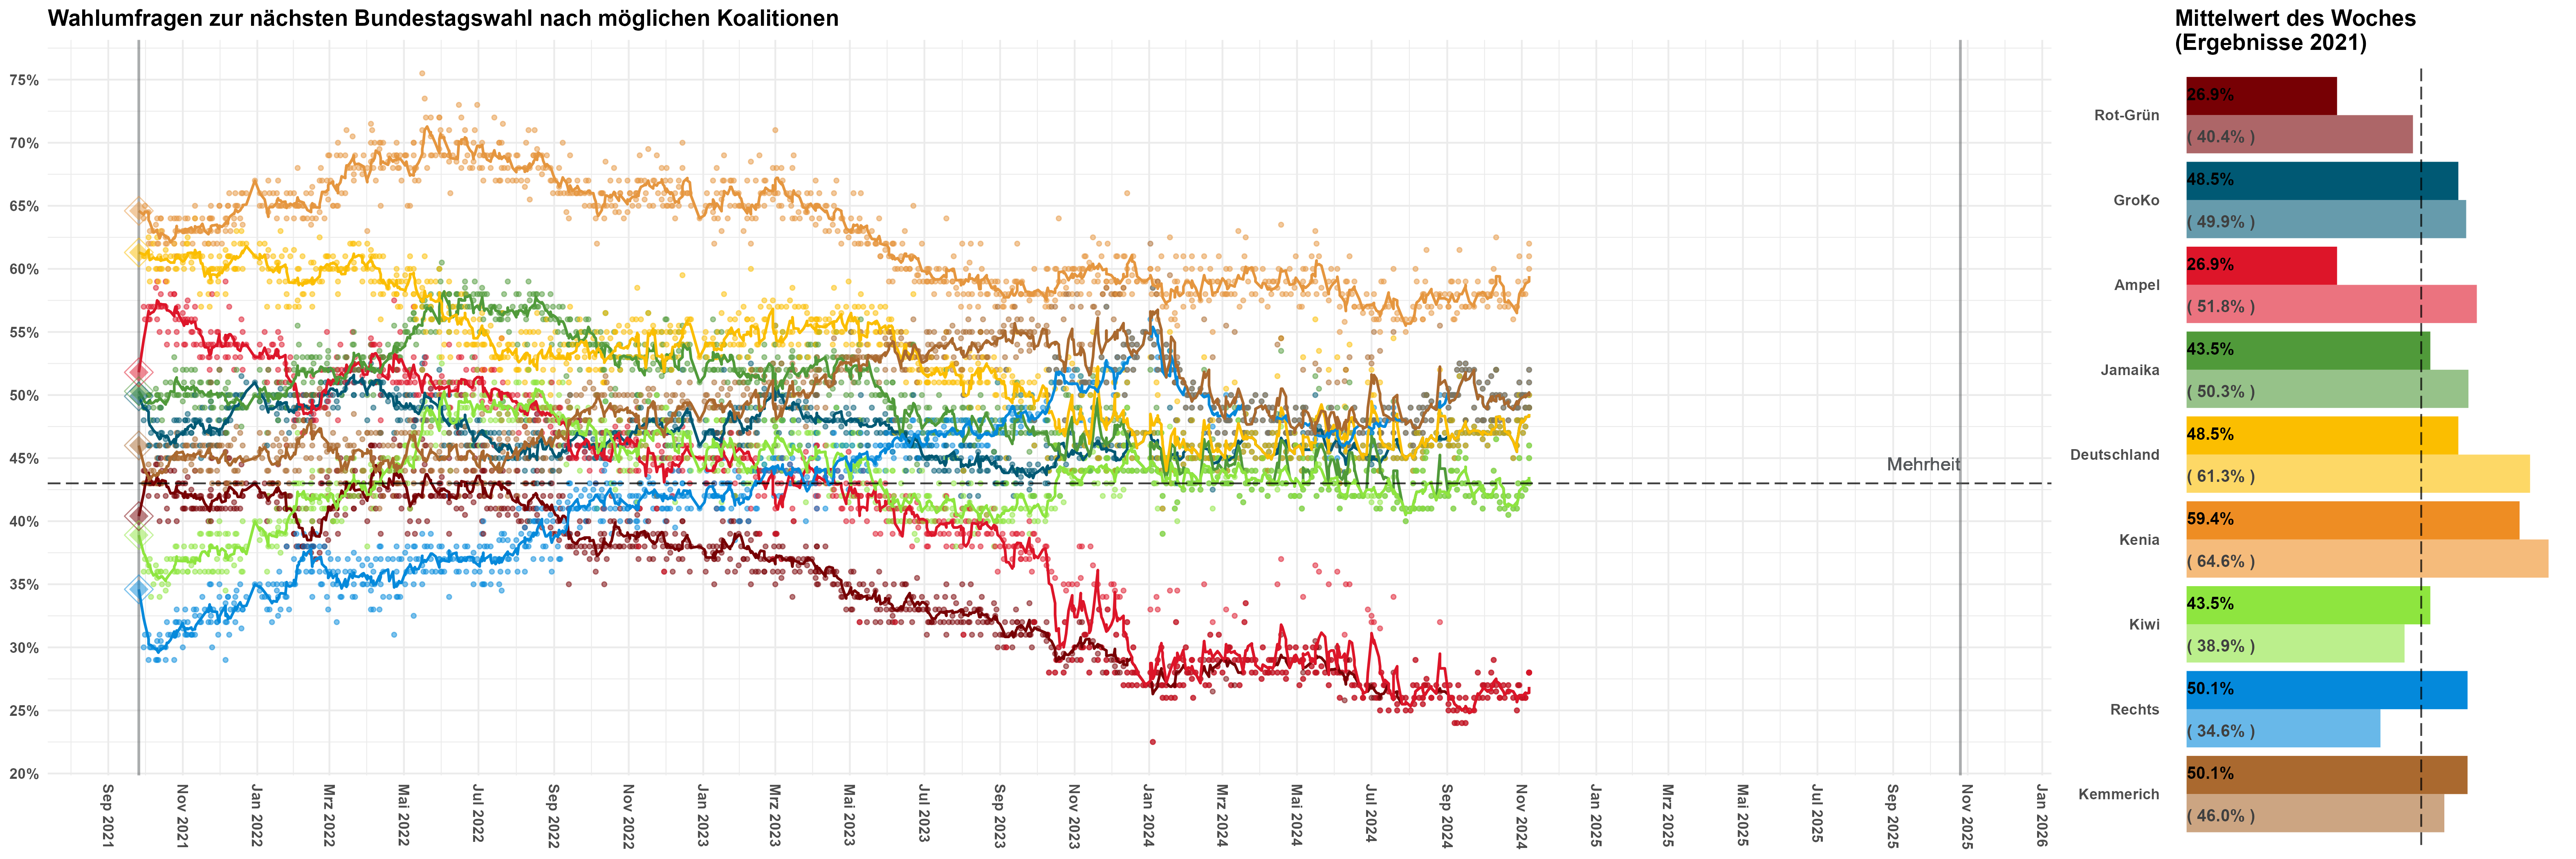 Wahlumfragen zur nächsten Bundestagswahl nach möglichen Koalitionen
75%
70%
65%
60%
55%
50%
45%
40%
35%
30%
25%
20%
Mehrheit
Sep 2021
Nov 2021
Jan 2022
Mrz 2022
Mai 2022
Jul 2022
Sep 2022
Nov 2022
Jan 2023
Mrz 2023
Mai 2023
Jul 2023
Sep 2023
Nov 2023
Jan 2024
Mrz 2024
Mai 2024
Jul 2024
Sep 2024
Nov 2024
Jan 2025
Mrz 2025
Mai 2025
Jul 2025
Sep 2025
Nov 2025
Jan 2026
Mittelwert des Woches
(Ergebnisse 2021)
Rot-Grün
26.9%
( 40.4% )
GroKo
48.5%
( 49.9% )
Ampel
26.9%
( 51.8% )
Jamaika
43.5%
( 50.3% )
Deutschland
48.5%
( 61.3% )
Kenia
59.4%
( 64.6% )
Kiwi
43.5%
( 38.9% )
Rechts
50.1%
( 34.6% )
Kemmerich
50.1%
( 46.0% )